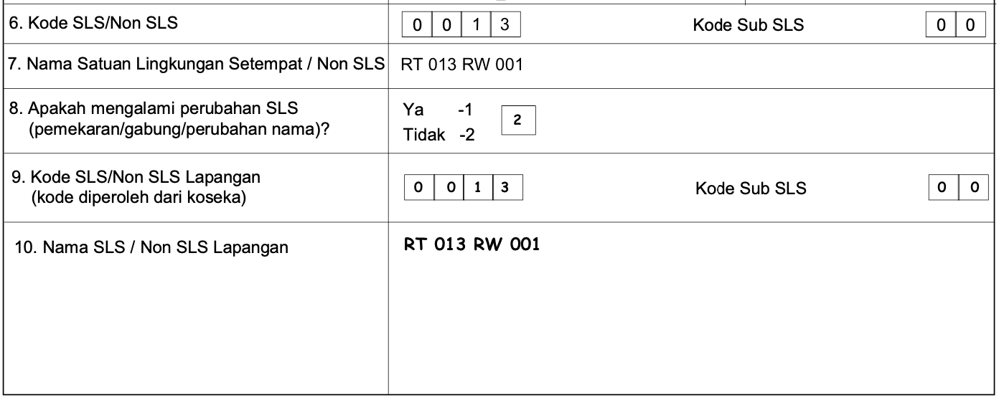 6. Kode SLS/Non SLS 0 0 1 3 Kode Sub SLS 0 0
7. Nama Satuan Lingkungan Setempat / Non SLS RT 013 RW 001
8. Apakah mengalami perubahan SLS
(pemekaran/gabung/perubahan nama)?
Ya -1
Tidak -2
2
9. Kode SLS/Non SLS Lapangan
(kode diperoleh dari koseka)
0 0 1 3 Kode Sub SLS 0 0
10. Nama SLS / Non SLS Lapangan RT 013 RW 001